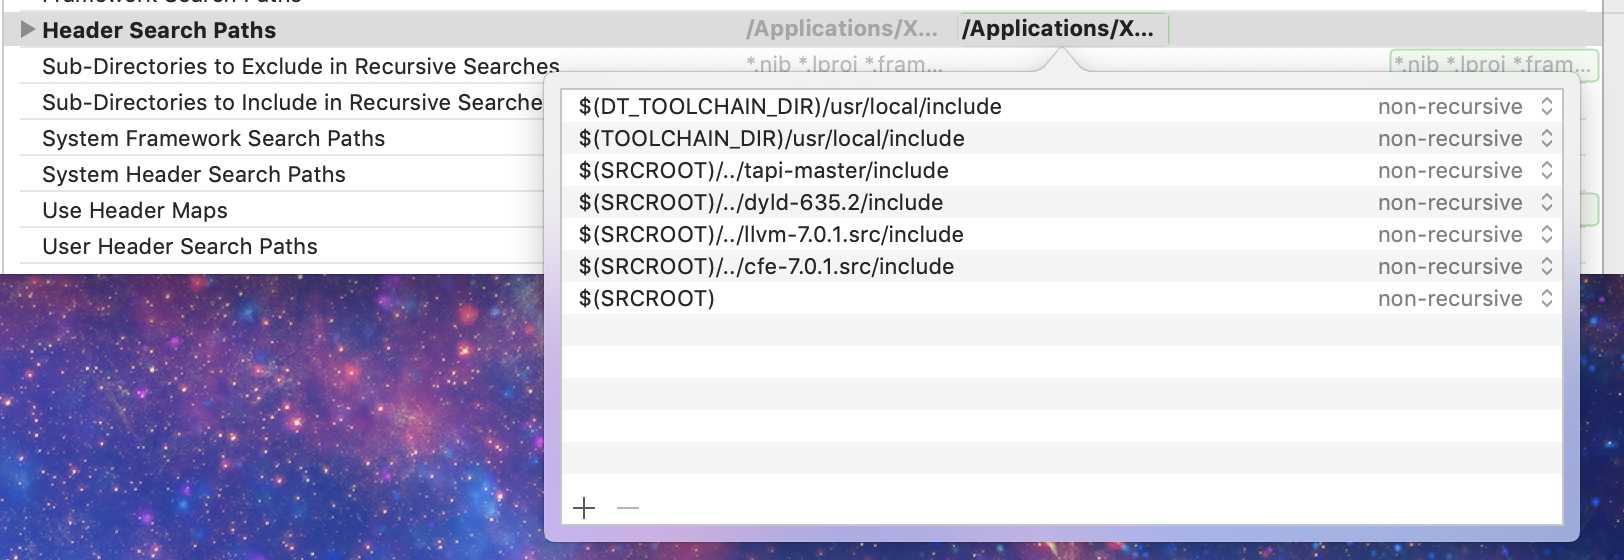 Framework Search Paths
Header Search Paths /Applications/X... /Applications/X...
Sub-Directories to Exclude in Recursive Searches *.nib *.lproj *.fram... *.nib *.lproj *.fram...
Sub-Directories to Include in Recursive Searche
System Framework Search Paths
System Header Search Paths
Use Header Maps
User Header Search Paths
$(DT_TOOLCHAIN_DIR)/usr/local/include non-recursive
$(TOOLCHAIN_DIR)/usr/local/include non-recursive
$(SRCROOT)/../tapi-master/include non-recursive
$(SRCROOT)/../dyld-635.2/include non-recursive
$(SRCROOT)/../llvm-7.0.1.src/include non-recursive
$(SRCROOT)/../cfe-7.0.1.src/include non-recursive
$(SRCROOT) non-recursive